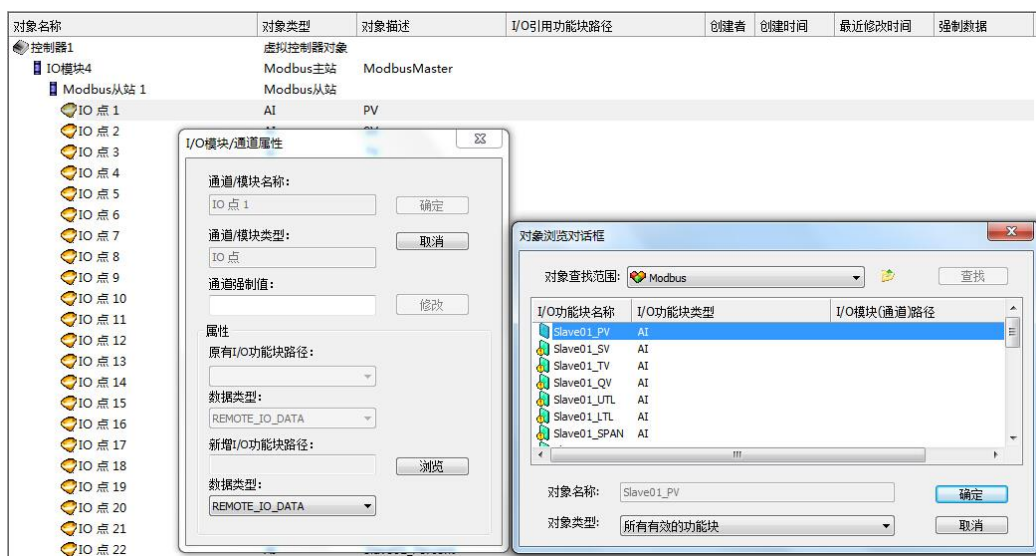 对象名称 对象类型 对象描述 I/O引用功能块路径 创建者 创建时间 最近修改时间 强制数据
控制器1 虚拟控制器对象
IO模块4 Modbus主站 ModbusMaster
Modbus从站 1 Modbus从站
IO 点 1 AI PV
IO 点 2
IO 点 3
IO 点 4
IO 点 5
IO 点 6
IO 点 7
IO 点 8
IO 点 9
IO 点 10
IO 点 11
IO 点 12
IO 点 13
IO 点 14
IO 点 15
IO 点 16
IO 点 17
IO 点 18
IO 点 19
IO 点 20
IO 点 21
IO 点 22
I/O模块/通道属性
通道/模块名称:
IO 点 1 确定
通道/模块类型: 取消
IO 点
通道强制值:
修改
属性
原有I/O功能块路径:
数据类型:
REMOTE_IO_DATA
新增I/O功能块路径:
浏览
数据类型:
REMOTE_IO_DATA
对象浏览对话框
对象查找范围: Modbus 查找
I/O功能块名称 I/O功能块类型 I/O模块(通道)路径
Slave01_PV AI
Slave01_SV AI
Slave01_TV AI
Slave01_QV AI
Slave01_UTL AI
Slave01_LTL AI
Slave01_SPAN AI
对象名称: Slave01_PV 确定
对象类型: 所有有效的功能块 取消